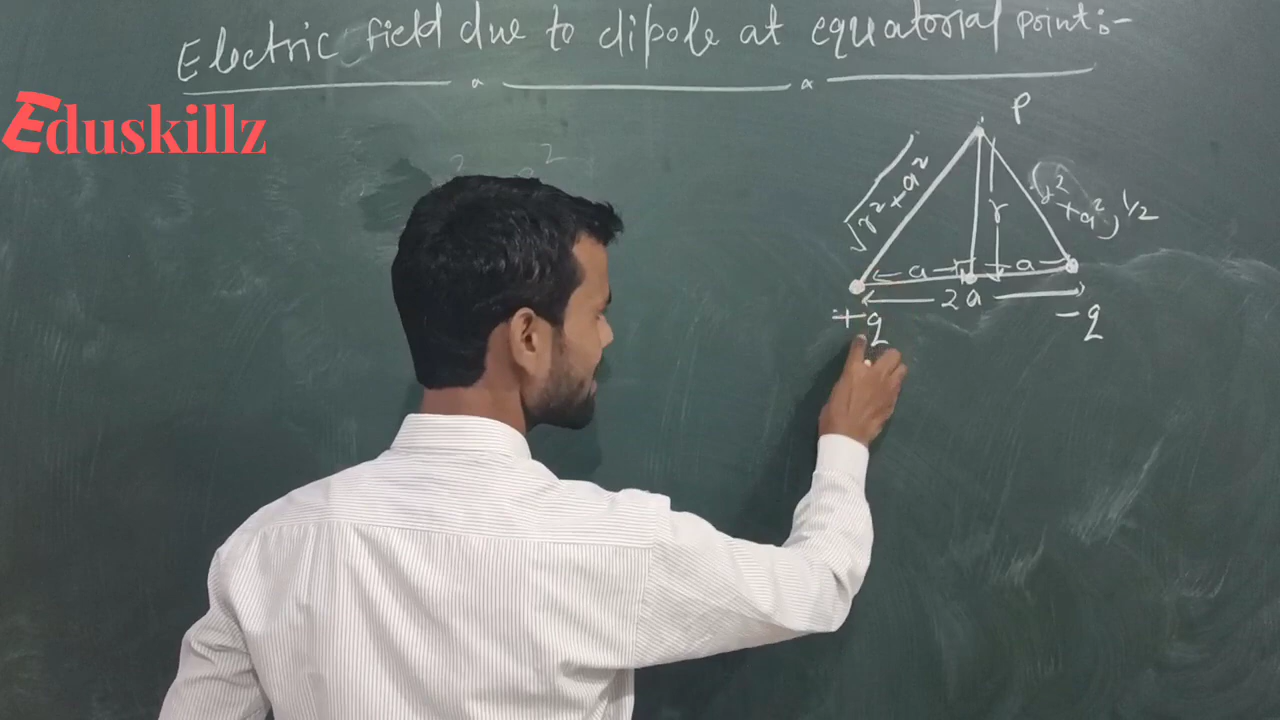 Electric field due to dipole at equatorial point:-
Eduskillz
P
√r²+a²
r
(r²+a²)^1/2
a
a
2a
+q
-q